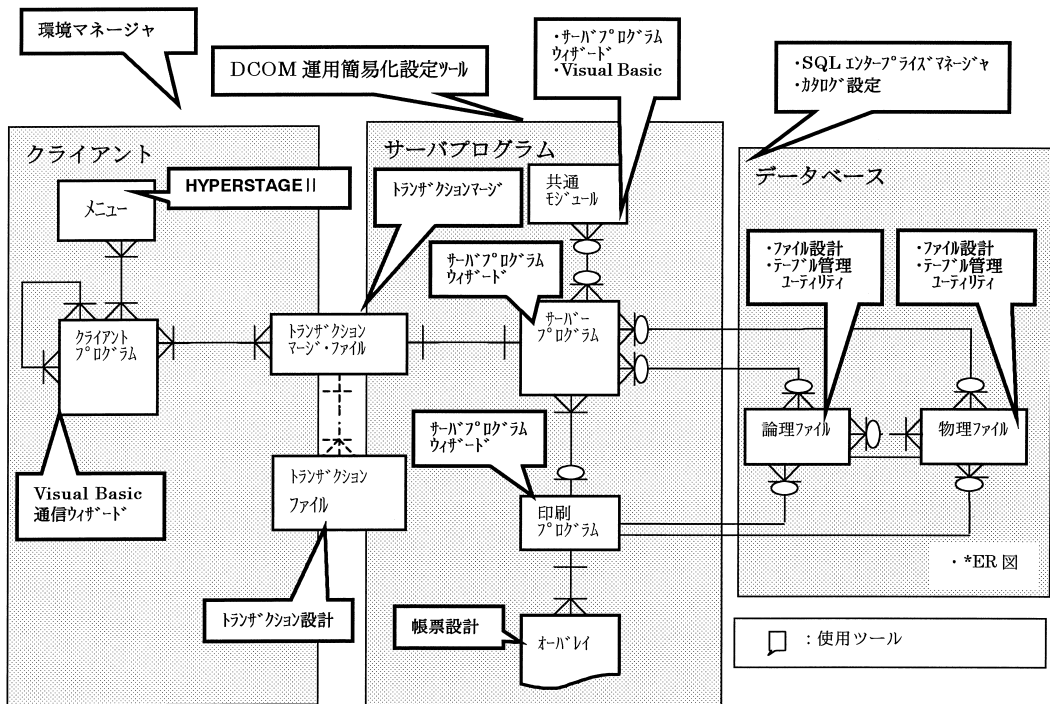 環境マネージャ
DCOM 運用簡易化設定ﾂｰﾙ
・ｻｰﾊﾞﾌﾟﾛｸﾞﾗﾑ
ｳｨｻﾞｰﾄﾞ
・Visual Basic
・SQL ｴﾝﾀｰﾌﾟﾗｲｽﾞﾏﾈｰｼﾞｬ
・ｶﾀﾛｸﾞ設定
クライアント
メニュー
HYPERSTAGEⅡ
ｸﾗｲｱﾝﾄ
ﾌﾟﾛｸﾞﾗﾑ
Visual Basic
通信ｳｨｻﾞｰﾄﾞ
サーバプログラム
ﾄﾗﾝｻﾞｸｼｮﾝﾏｰｼﾞ
共通
ﾓｼﾞｭｰﾙ
ｻｰﾊﾞﾌﾟﾛｸﾞﾗﾑ
ｳｨｻﾞｰﾄﾞ
ﾄﾗﾝｻﾞｸｼｮﾝ
ﾏｰｼﾞ・ﾌｧｲﾙ
ｻｰﾊﾞｰ
ﾌﾟﾛｸﾞﾗﾑ
ｻｰﾊﾞﾌﾟﾛｸﾞﾗﾑ
ｳｨｻﾞｰﾄﾞ
ﾄﾗﾝｻﾞｸｼｮﾝ
ﾌｧｲﾙ
印刷
ﾌﾟﾛｸﾞﾗﾑ
ﾄﾗﾝｻﾞｸｼｮﾝ設計
帳票設計
ｵｰﾊﾞﾚｲ
データベース
・ﾌｧｲﾙ設計
・ﾃｰﾌﾞﾙ管理
ﾕｰﾃｨﾘﾃｨ
・ﾌｧｲﾙ設計
・ﾃｰﾌﾞﾙ管理
ﾕｰﾃｨﾘﾃｨ
論理ﾌｧｲﾙ
物理ﾌｧｲﾙ
・*ER 図
：使用ツール